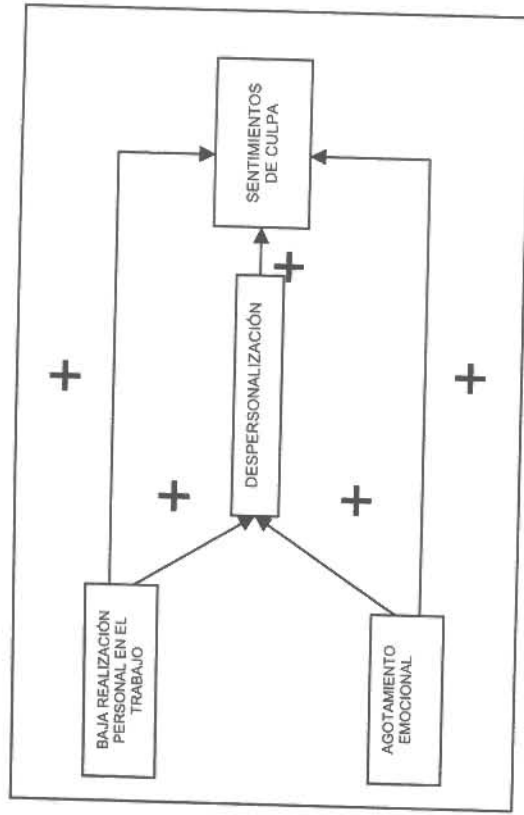 BAJA REALIZACIÓN
PERSONAL EN EL
TRABAJO
+
+
DESPERSONALIZACIÓN
+
SENTIMIENTOS
DE CULPA
+
+
AGOTAMIENTO
EMOCIONAL